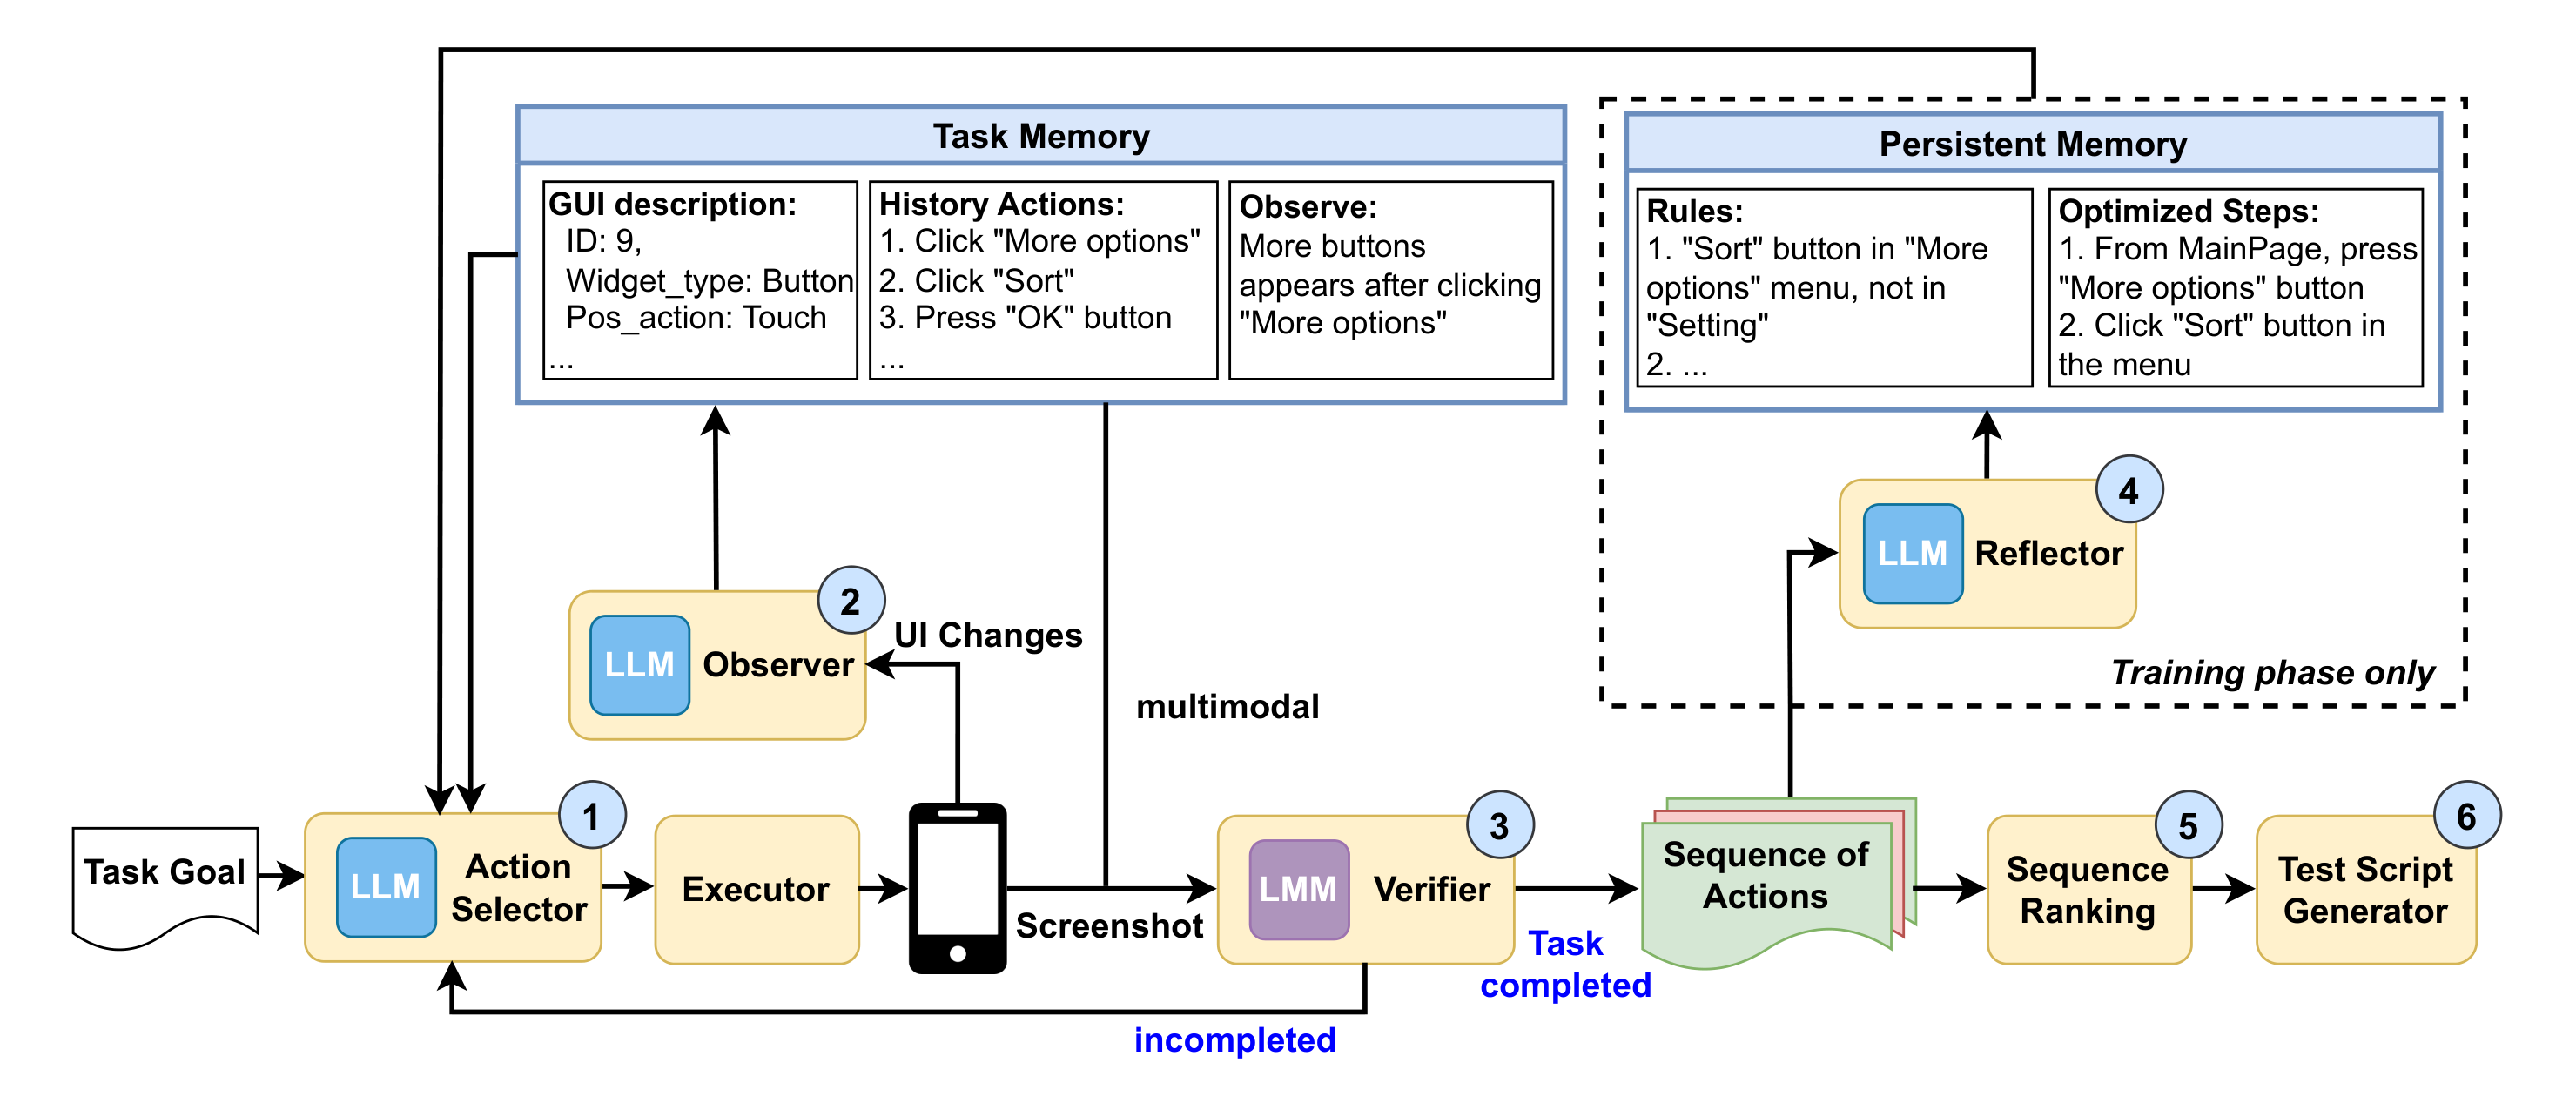 Task Memory
GUI description:
ID: 9,
Widget_type: Button
Pos_action: Touch
...
History Actions:
1. Click "More options"
2. Click "Sort"
3. Press "OK" button
...
Observe:
More buttons
appears after clicking
"More options"
Persistent Memory
Rules:
1. "Sort" button in "More
options" menu, not in
"Setting"
2. ...
Optimized Steps:
1. From MainPage, press
"More options" button
2. Click "Sort" button in
the menu
4
LLM
Reflector
Training phase only
2
LLM
Observer
UI Changes
multimodal
Task Goal
1
LLM
Action
Selector
Executor
Screenshot
3
LMM
Verifier
Task
completed
incompleted
Sequence of
Actions
5
Sequence
Ranking
6
Test Script
Generator